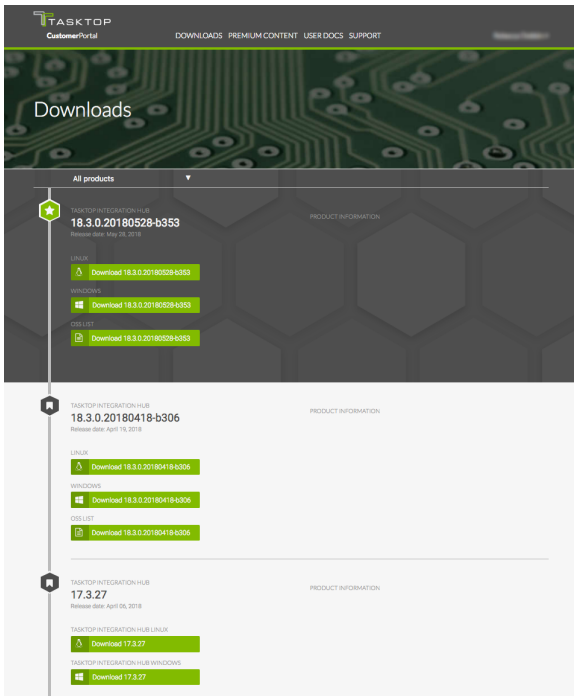 TASKTOP
CustomerPortal
DOWNLOADS PREMIUM CONTENT USER DOCS SUPPORT
Downloads
All products
TASKTOP INTEGRATION HUB
PRODUCT INFORMATION
18.3.0.20180528-b353
Release date: May 28, 2018
LINUX
Download 18.3.0.20180528-b353
WINDOWS
Download 18.3.0.20180528-b353
OSS LIST
Download 18.3.0.20180528-b353
TASKTOP INTEGRATION HUB
PRODUCT INFORMATION
18.3.0.20180418-b306
Release date: April 19, 2018
LINUX
Download 18.3.0.20180418-b306
WINDOWS
Download 18.3.0.20180418-b306
OSS LIST
Download 18.3.0.20180418-b306
TASKTOP INTEGRATION HUB
PRODUCT INFORMATION
17.3.27
Release date: April 06, 2018
TASKTOP INTEGRATION HUB LINUX
Download 17.3.27
TASKTOP INTEGRATION HUB WINDOWS
Download 17.3.27